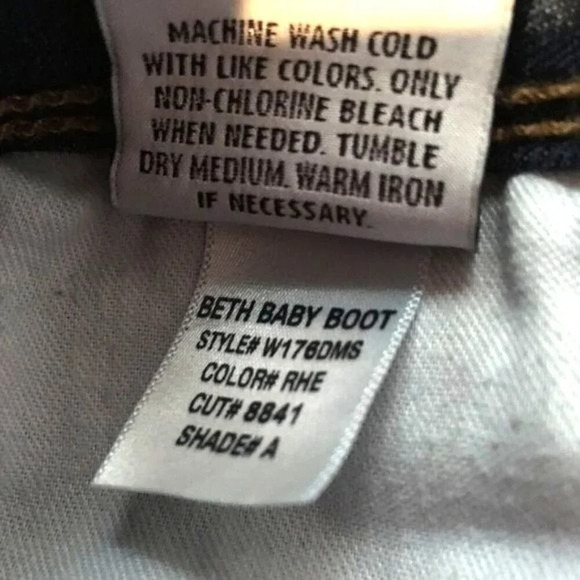 MACHINE WASH COLD
WITH LIKE COLORS. ONLY
NON-CHLORINE BLEACH
WHEN NEEDED. TUMBLE
DRY MEDIUM. WARM IRON
IF NECESSARY.
BETH BABY BOOT
STYLE# W176DMS
COLOR# RHE
CUT# 8841
SHADE# A